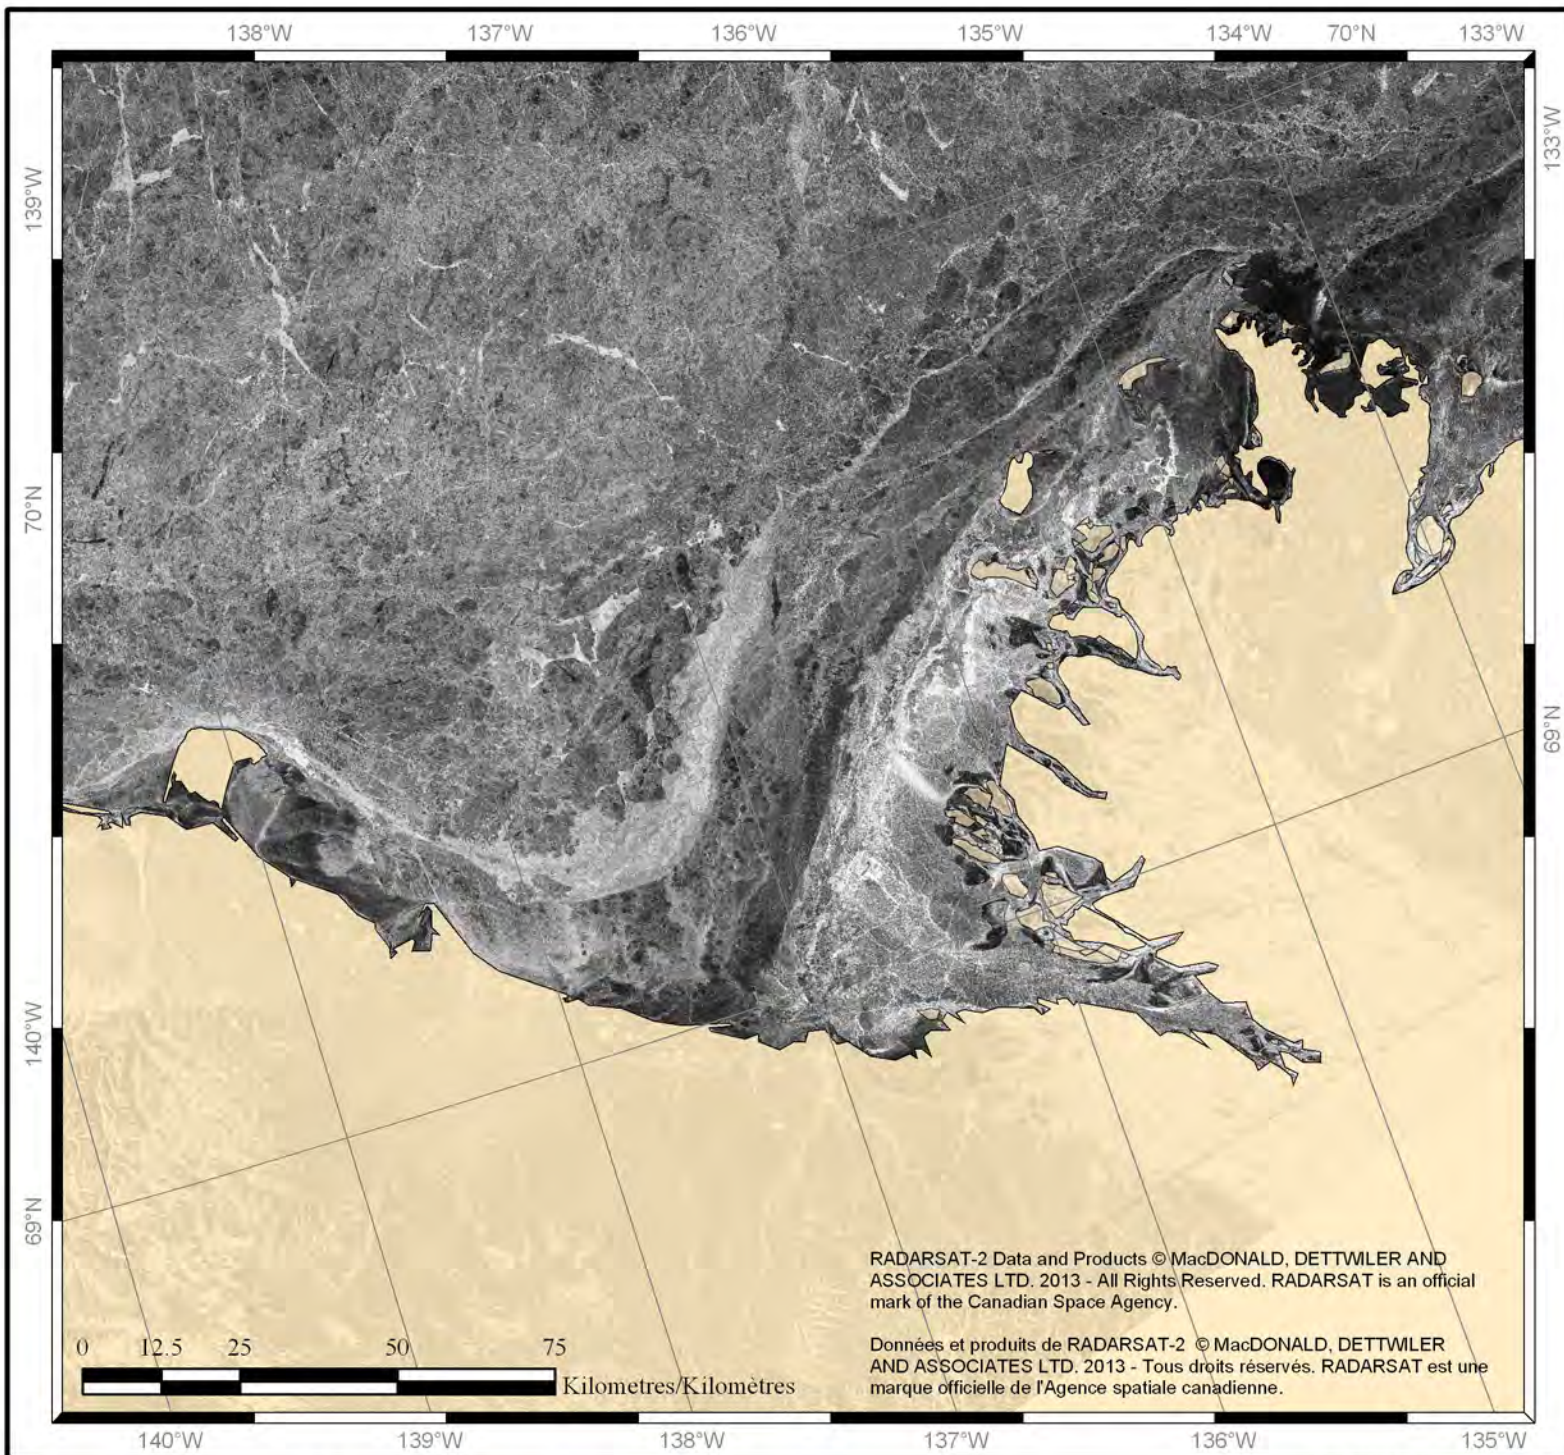 138°W 137°W 136°W 135°W 134°W 70°N 133°W
133°W
139°W
70°N
69°N
140°W
69°N
RADARSAT-2 Data and Products © MacDONALD, DETTWILER AND
ASSOCIATES LTD. 2013 - All Rights Reserved. RADARSAT is an official
mark of the Canadian Space Agency.
Données et produits de RADARSAT-2 © MacDONALD, DETTWILER
AND ASSOCIATES LTD. 2013 - Tous droits réservés. RADARSAT est une
marque officielle de l'Agence spatiale canadienne.
0 12.5 25 50 75
Kilometres/Kilomètres
140°W 139°W 138°W 137°W 136°W 135°W